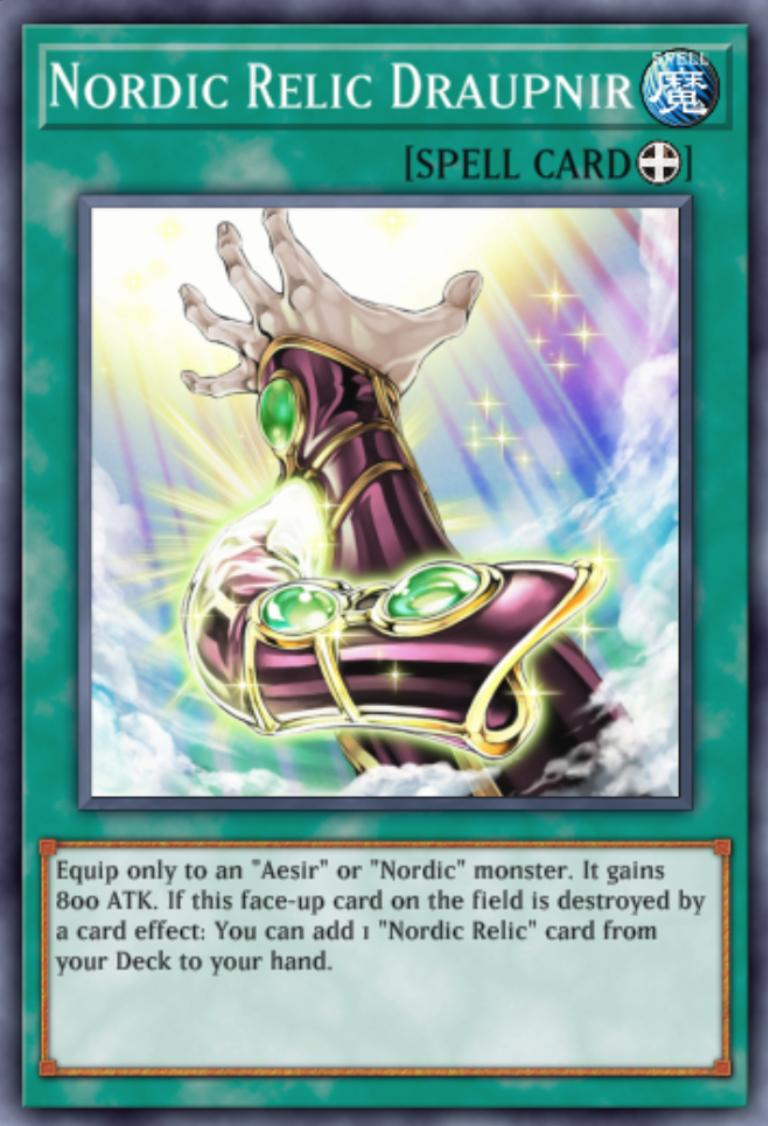 NORDIC RELIC DRAUPNIR
SPELL
魔
[SPELL CARD]
Equip only to an "Aesir" or "Nordic" monster. It gains
800 ATK. If this face-up card on the field is destroyed by
a card effect: You can add 1 "Nordic Relic" card from
your Deck to your hand.